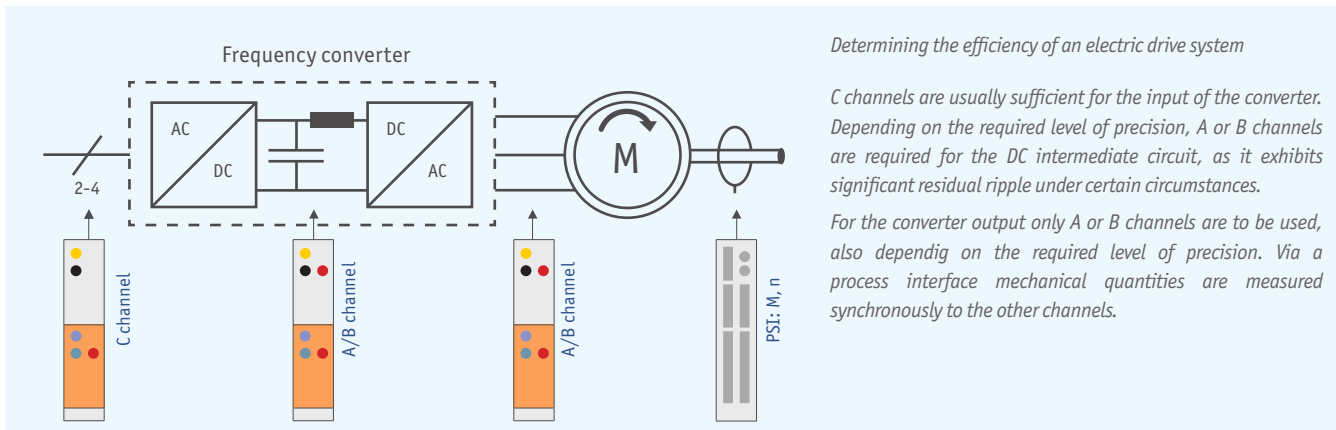 Frequency converter
AC
DC
DC
AC
M
2-4
C channel
A/B channel
A/B channel
PSI: M, n
Determining the efficiency of an electric drive system
C channels are usually sufficient for the input of the converter.
Depending on the required level of precision, A or B channels
are required for the DC intermediate circuit, as it exhibits
significant residual ripple under certain circumstances.
For the converter output only A or B channels are to be used,
also dependig on the required level of precision. Via a
process interface mechanical quantities are measured
synchronously to the other channels.